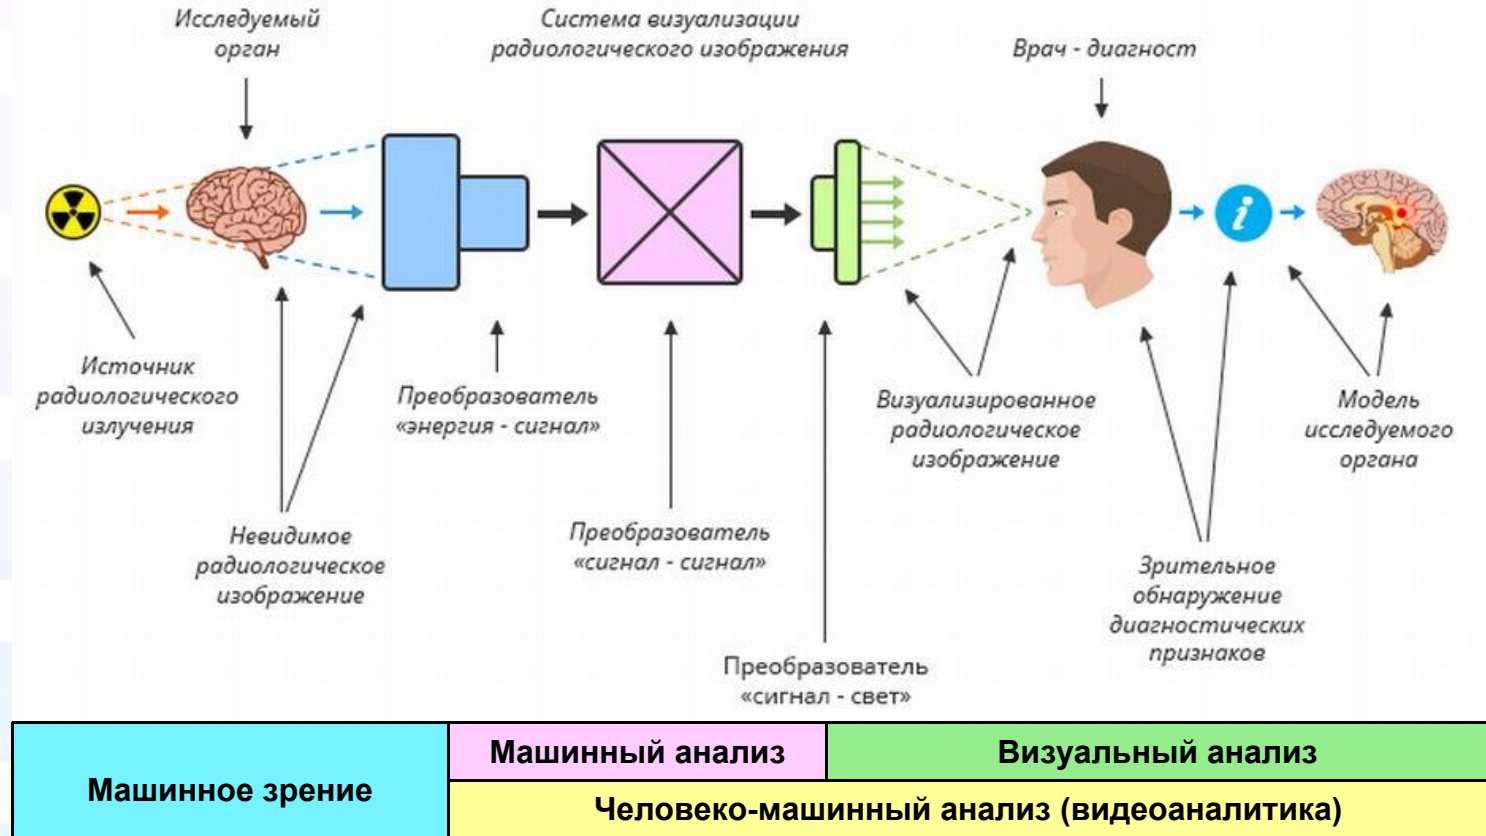 Исследуемый
орган
Система визуализации
радиологического изображения
Врач - диагност
i
Источник
радиологического
излучения
Преобразователь
«энергия - сигнал»
Визуализированное
радиологическое
изображение
Модель
исследуемого
органа
Невидимое
радиологическое
изображение
Преобразователь
«сигнал - сигнал»
Зрительное
обнаружение
диагностических
признаков
Преобразователь
«сигнал - свет»
Машинное зрение
Машинный анализ
Визуальный анализ
Человеко-машинный анализ (видеоаналитика)